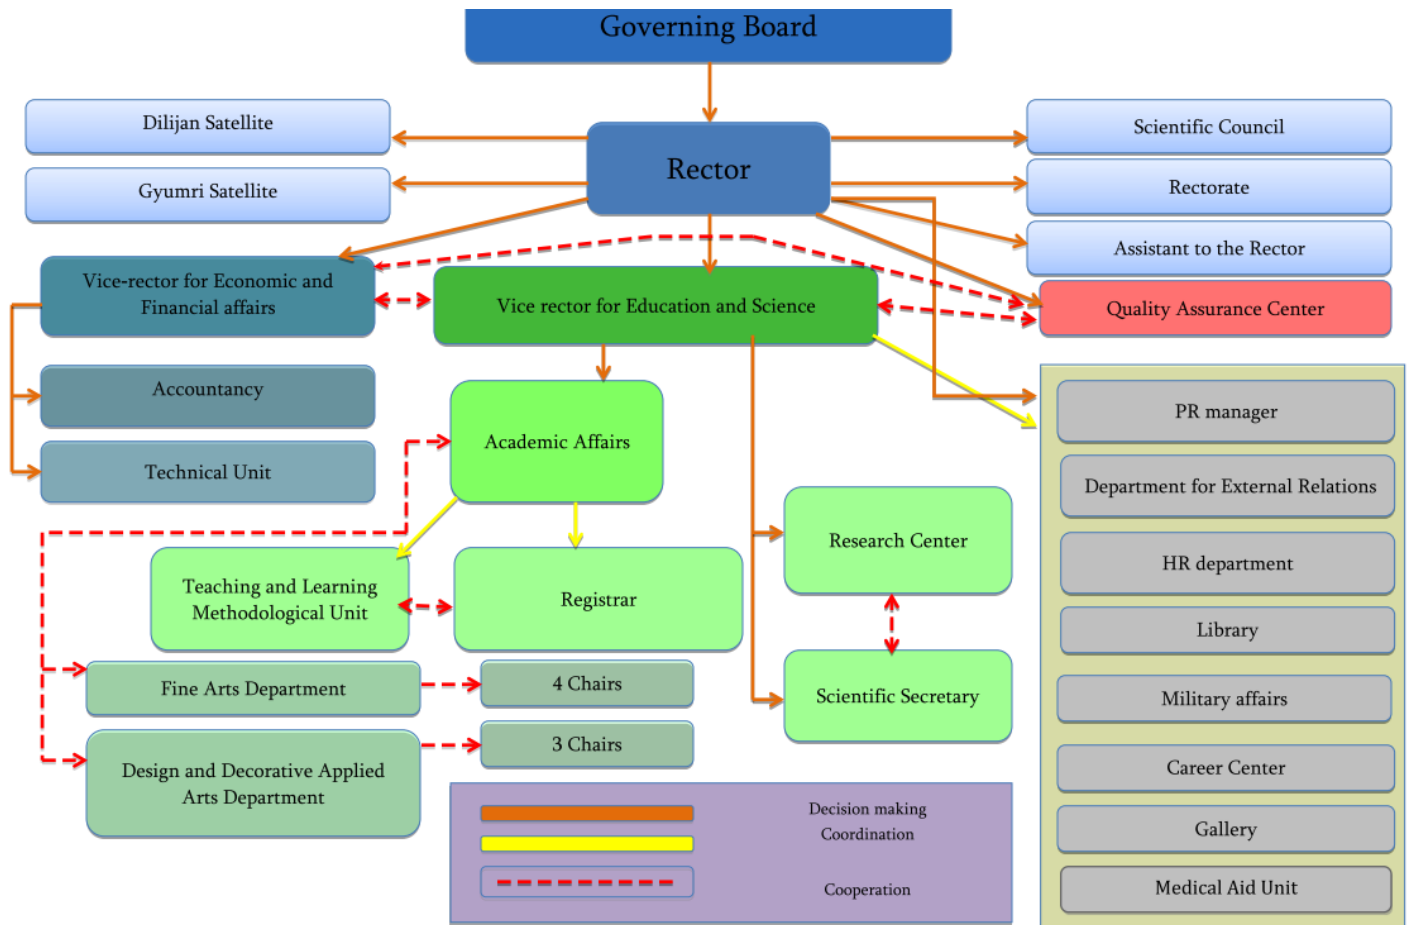 Governing Board
Dilijan Satellite
Scientific Council
Rector
Gyumri Satellite
Rectorate
Assistant to the Rector
Vice-rector for Economic and
Financial affairs
Vice rector for Education and Science
Quality Assurance Center
Accountancy
Technical Unit
Academic Affairs
PR manager
Department for External Relations
HR department
Library
Military affairs
Career Center
Gallery
Medical Aid Unit
Research Center
Scientific Secretary
Teaching and Learning
Methodological Unit
Registrar
Fine Arts Department
4 Chairs
Design and Decorative Applied
Arts Department
3 Chairs
Decision making
Coordination
Cooperation